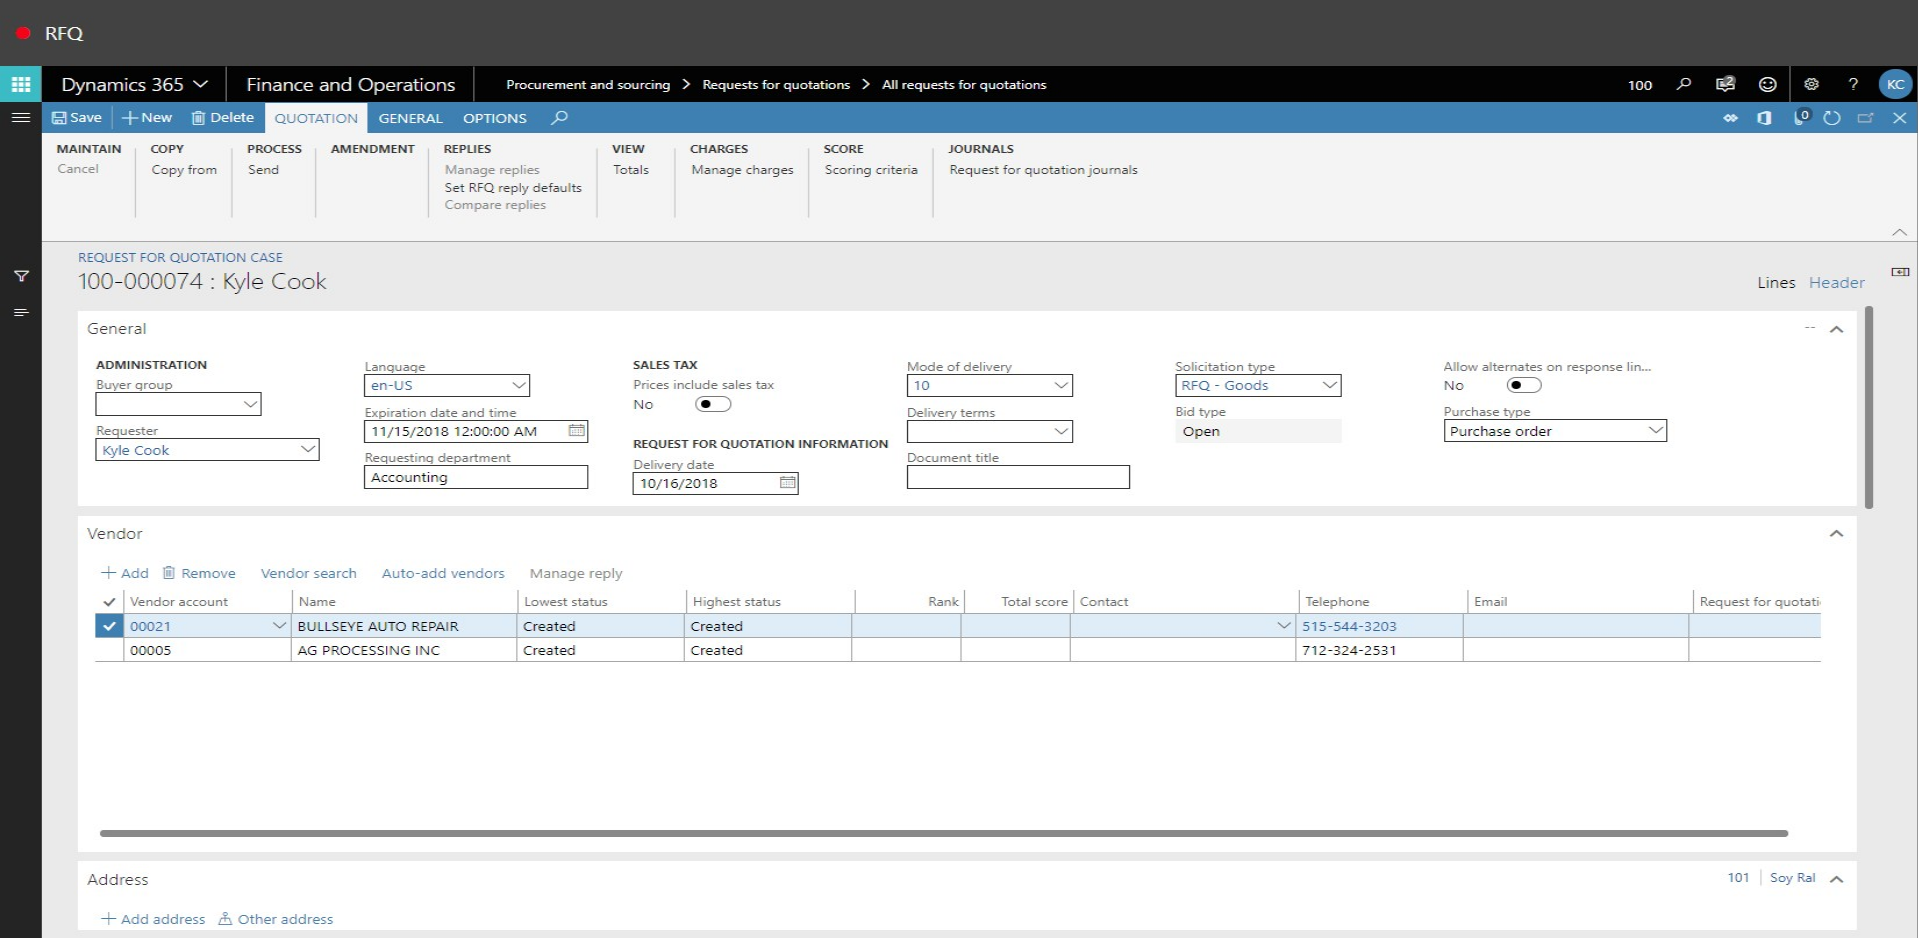 RFQ
Dynamics 365 Finance and Operations Procurement and sourcing > Requests for quotations > All requests for quotations 100 2 ? KC
Save New Delete QUOTATION GENERAL OPTIONS 0
MAINTAIN COPY PROCESS AMENDMENT REPLIES VIEW CHARGES SCORE JOURNALS
Cancel Copy from Send Manage replies Totals Manage charges Scoring criteria Request for quotation journals
Set RFQ reply defaults
Compare replies
REQUEST FOR QUOTATION CASE
100-000074 : Kyle Cook
Lines Header
General --
ADMINISTRATION Language SALES TAX Mode of delivery Solicitation type Allow alternates on response lin...
Buyer group en-US Prices include sales tax 10 RFQ - Goods No
Expiration date and time No Delivery terms Bid type Purchase type
Requester 11/15/2018 12:00:00 AM Open Purchase order
Kyle Cook Requesting department REQUEST FOR QUOTATION INFORMATION Document title
Accounting Delivery date
10/16/2018
Vendor
Add Remove Vendor search Auto-add vendors Manage reply
Vendor account Name Lowest status Highest status Rank Total score Contact Telephone Email Request for quotati
00021 BULLSEYE AUTO REPAIR Created Created 515-544-3203
00005 AG PROCESSING INC Created Created 712-324-2531
Address 101 Soy Ral
Add address Other address